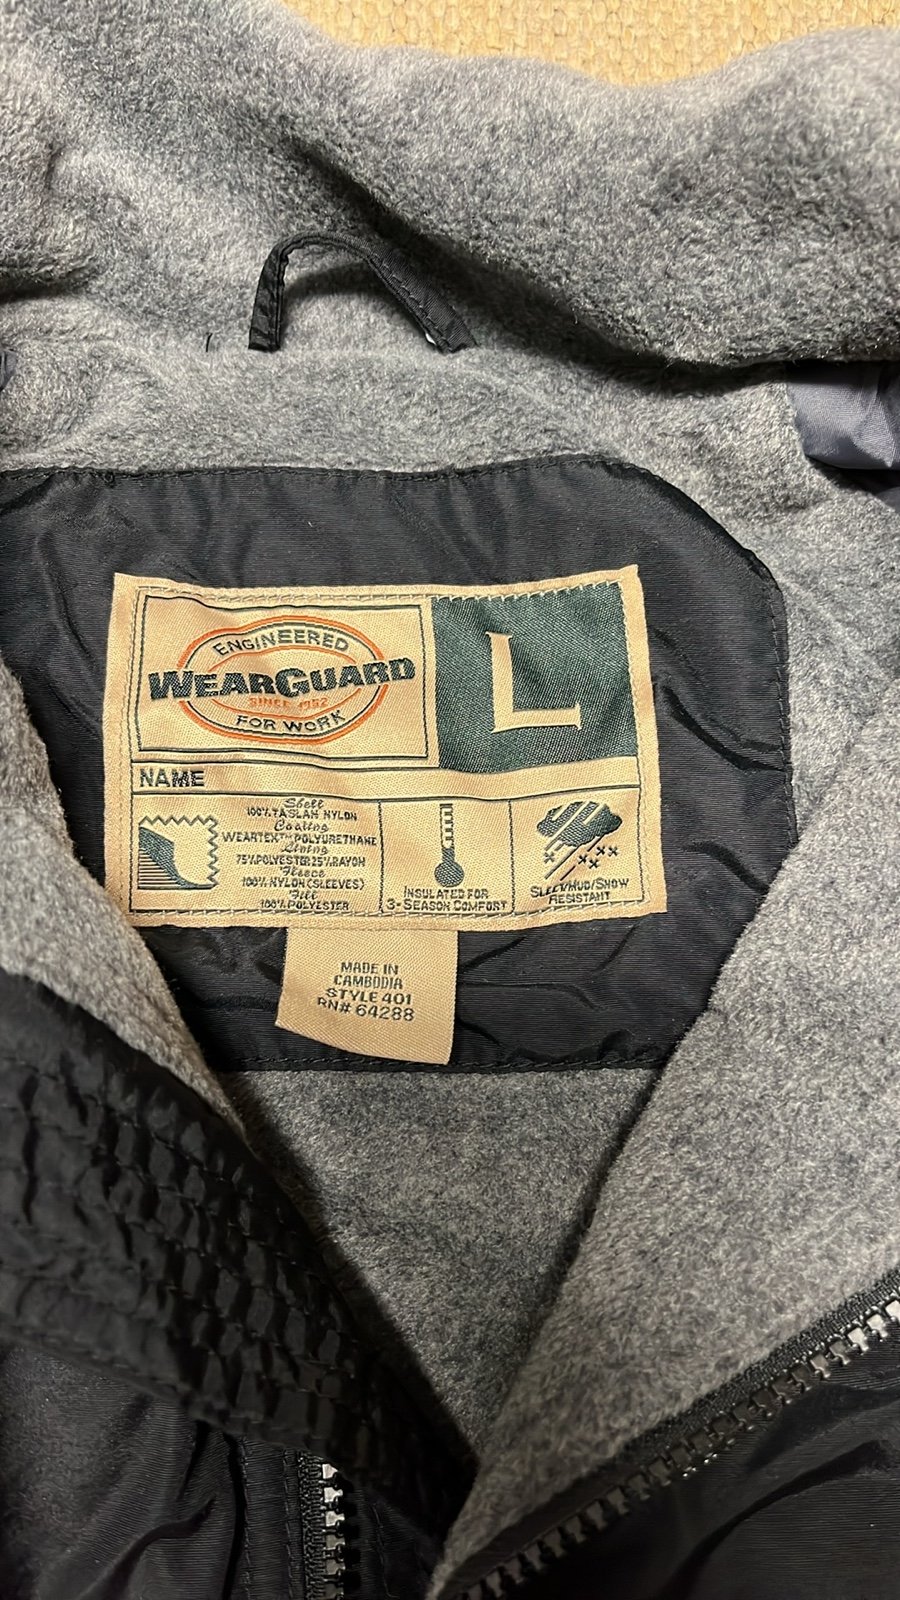 ENGINEERED
WEARGUARD
SINCE 1952
FOR WORK
L
NAME
Shell
100% TASLAN NYLON
Coating
WEARTEX™ POLYURETHANE
Lining
75% POLYESTER 25% RAYON
Fleece
100% NYLON (SLEEVES)
Fill
100% POLYESTER
INSULATED FOR
3-SEASON COMFORT
SLEET/MUD/SNOW
RESISTANT
MADE IN
CAMBODIA
STYLE 401
RN# 64288